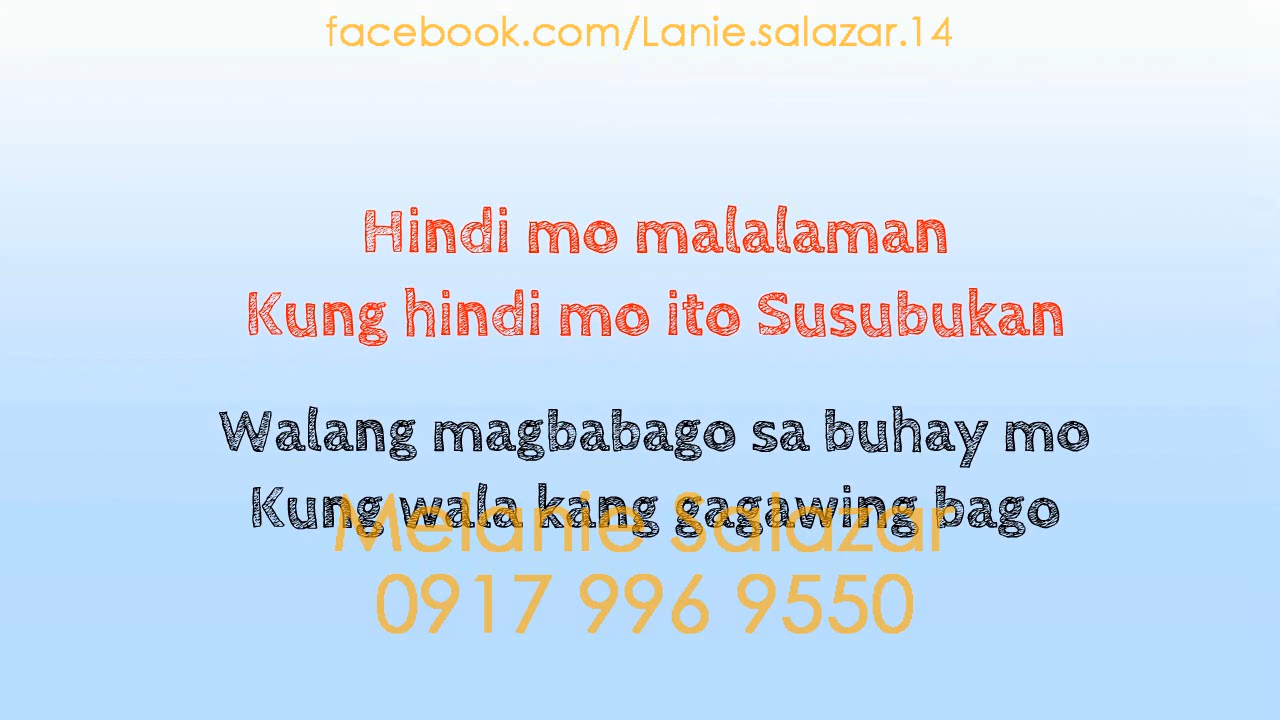 facebook.com/Lanie.salazar.14
Hindi mo malalaman
Kung hindi mo ito Susubukan
Walang magbabago sa buhay mo
Kung wala kang gagawing bago
Melanie Salazar
0917 996 9550